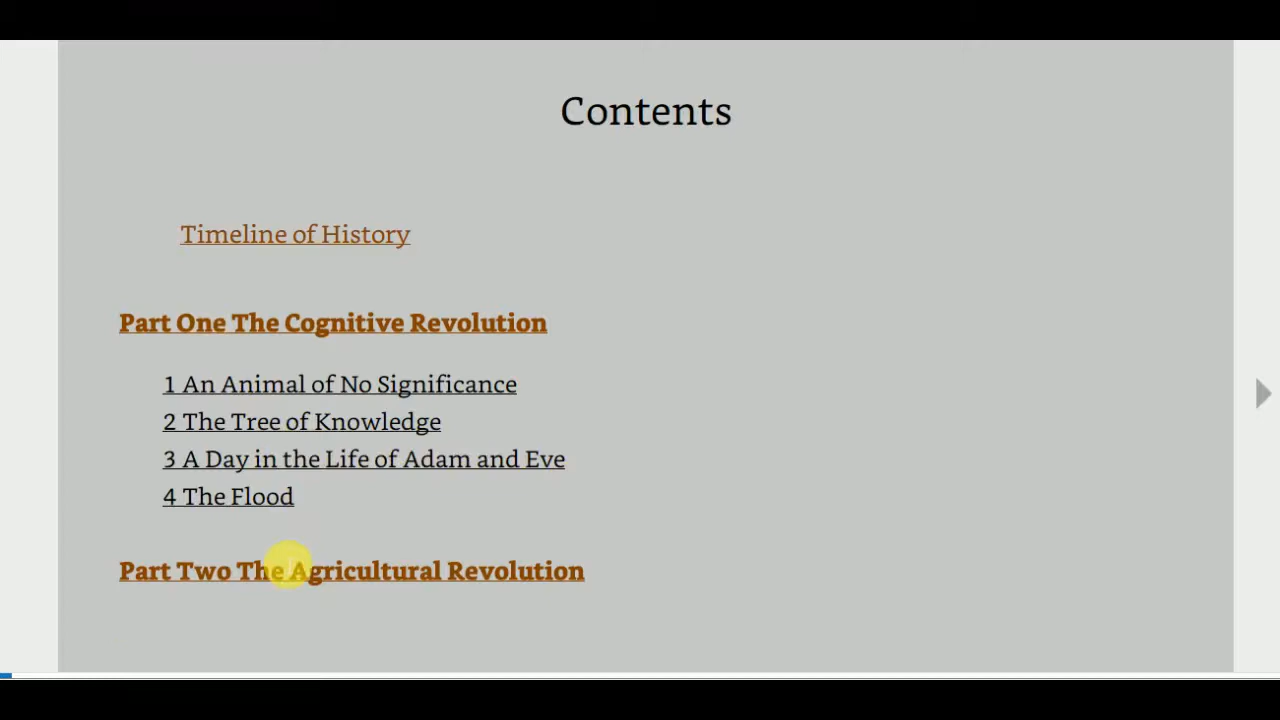 Contents
Timeline of History
Part One The Cognitive Revolution
1 An Animal of No Significance
2 The Tree of Knowledge
3 A Day in the Life of Adam and Eve
4 The Flood
Part Two The Agricultural Revolution